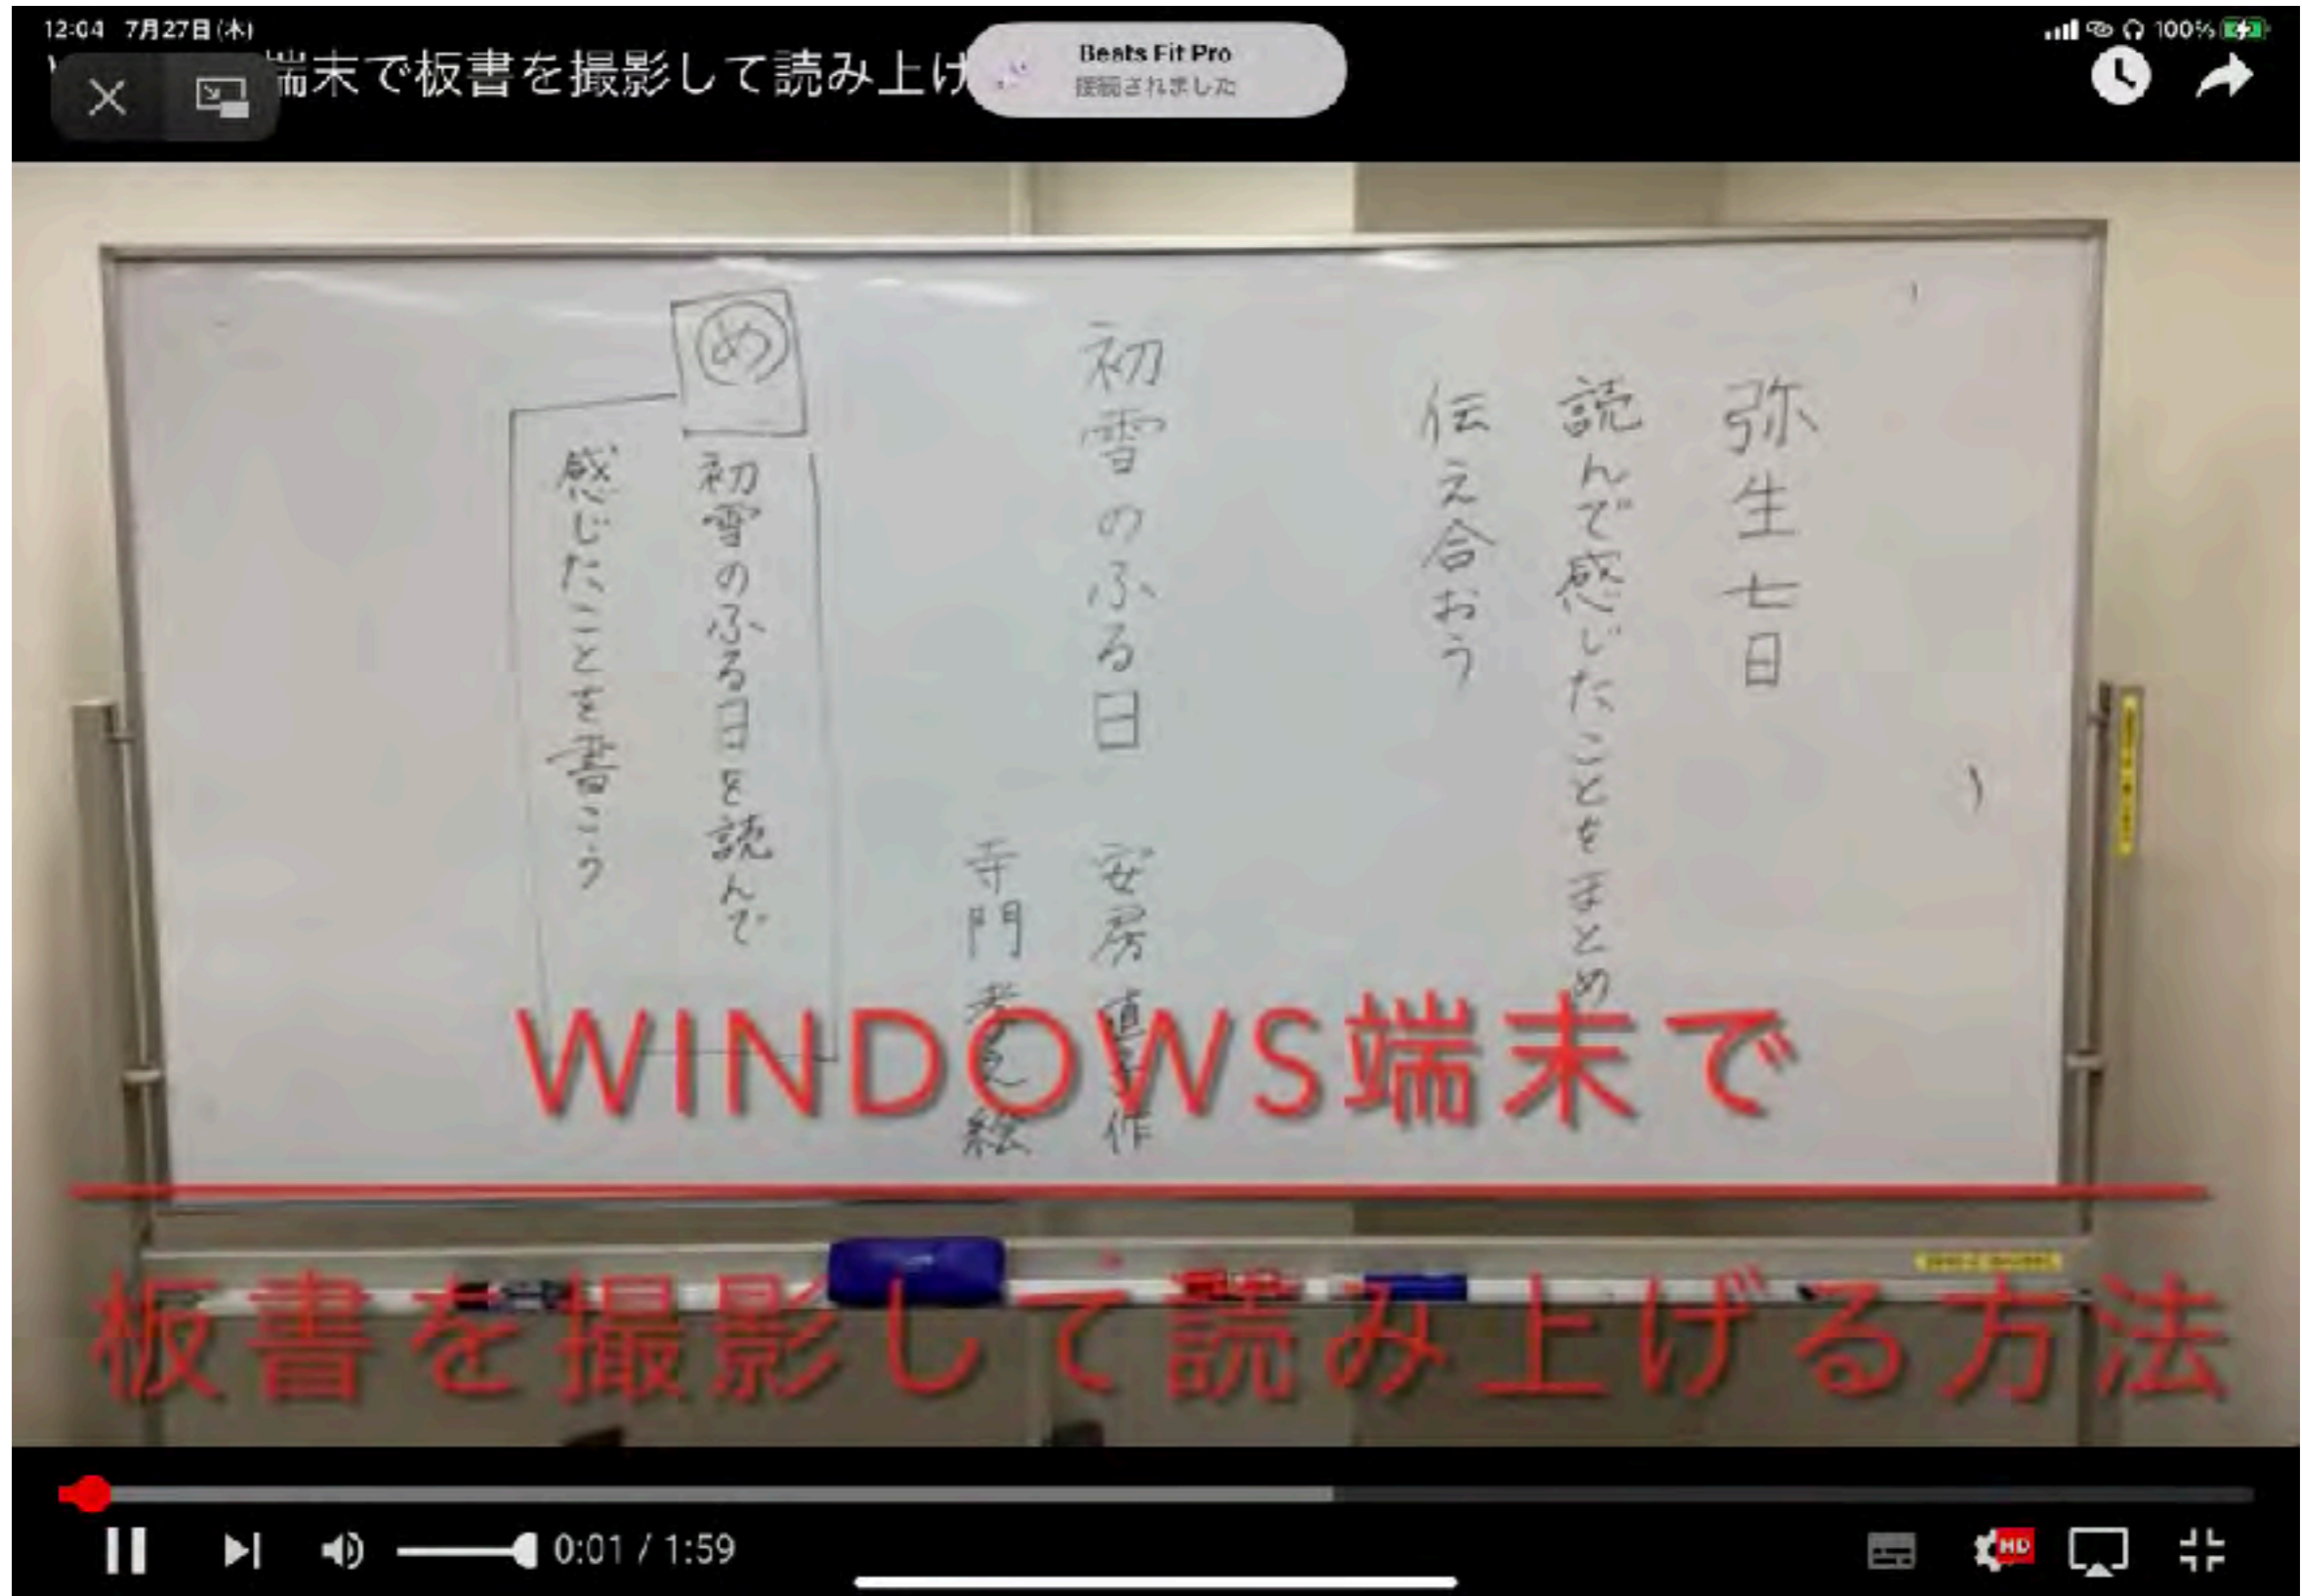 12:04 7月27日(木)
100%
端末で板書を撮影して読み上げ
Beats Fit Pro
接続されました
弥生七日
読んで感じたことをまとめ
伝え合おう
初雪のふる日 安房直子作
寺門孝之絵
め
初雪のふる日を読んで
感じたことを書こう
WINDOWS端末で
板書を撮影して読み上げる方法
0:01 / 1:59
HD